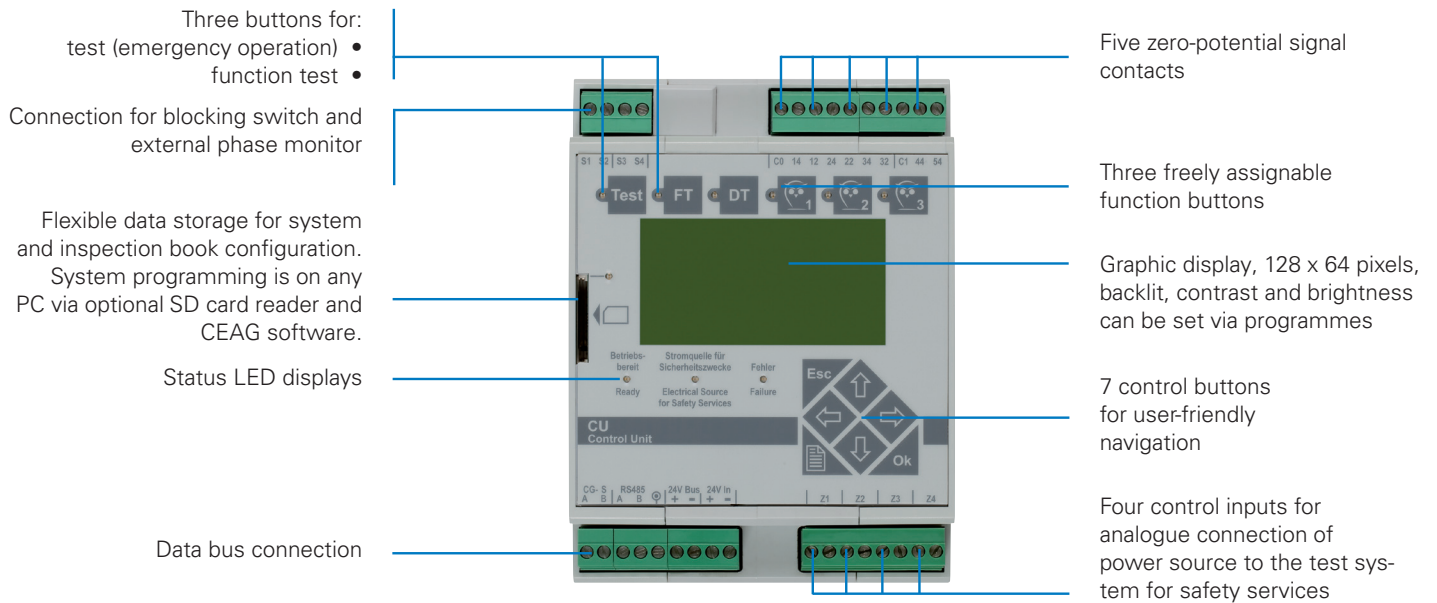 Three buttons for:
test (emergency operation) •
function test •
Connection for blocking switch and
external phase monitor
Flexible data storage for system
and inspection book configuration.
System programming is on any
PC via optional SD card reader and
CEAG software.
Status LED displays
Data bus connection
S1 S2 S3 S4
C0 14 12 24 22 34 32 C1 44 54
Test FT DT 1 2 3
Betriebs-
bereit
Ready
Stromquelle für
Sicherheitszwecke
Electrical Source
for Safety Services
Fehler
Failure
Esc
Ok
CU
Control Unit
CG- S RS485 24V Bus 24V In
A B A B + = + =
Z1 Z2 Z3 Z4
Five zero-potential signal
contacts
Three freely assignable
function buttons
Graphic display, 128 x 64 pixels,
backlit, contrast and brightness
can be set via programmes
7 control buttons
for user-friendly
navigation
Four control inputs for
analogue connection of
power source to the test sys-
tem for safety services